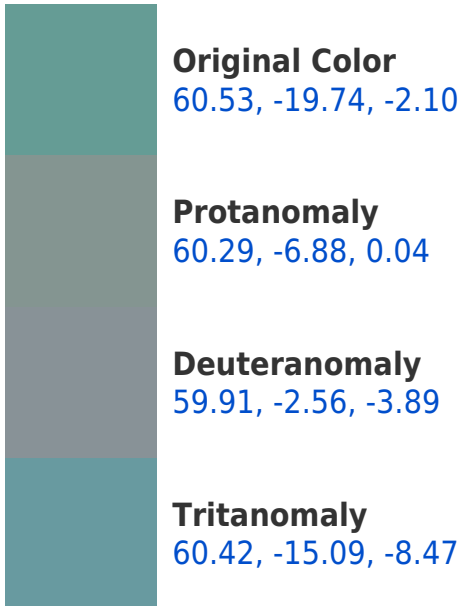 Original Color
60.53, -19.74, -2.10
Protanomaly
60.29, -6.88, 0.04
Deuteranomaly
59.91, -2.56, -3.89
Tritanomaly
60.42, -15.09, -8.47